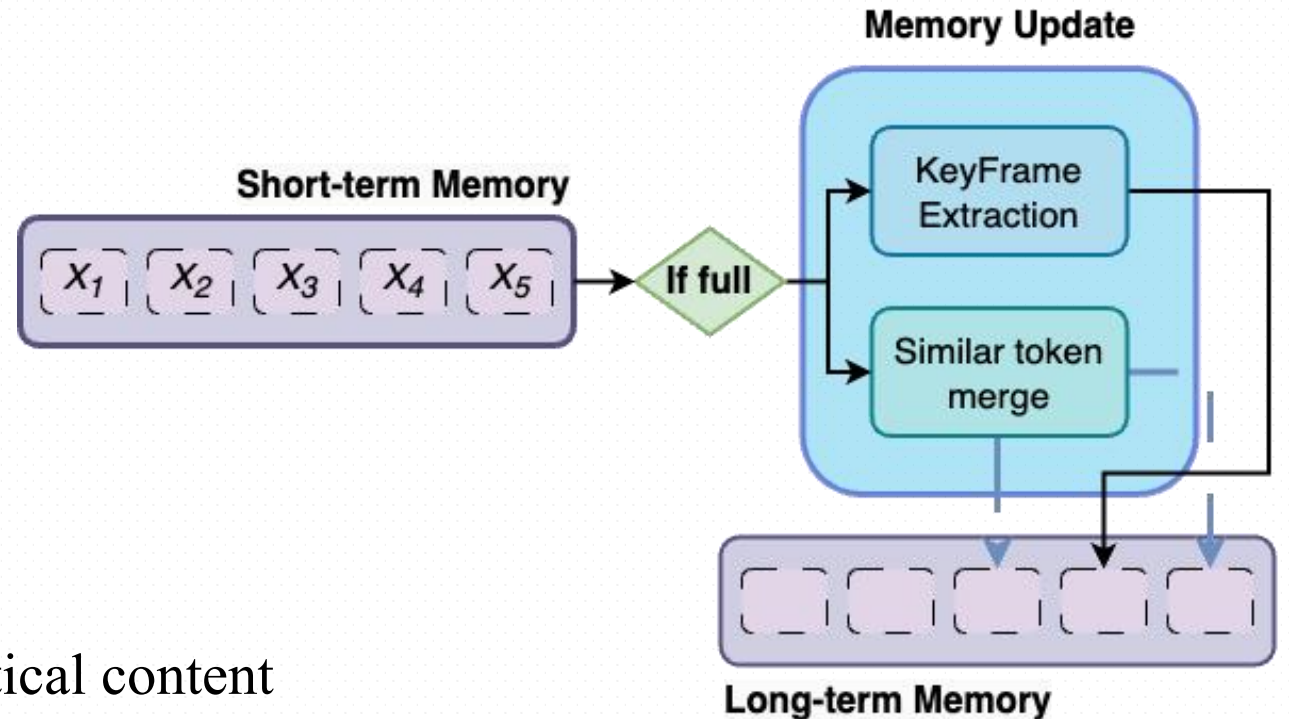 Memory Update
Short-term Memory
X1 X2 X3 X4 X5
If full
KeyFrame
Extraction
Similar token
merge
content
Long-term Memory